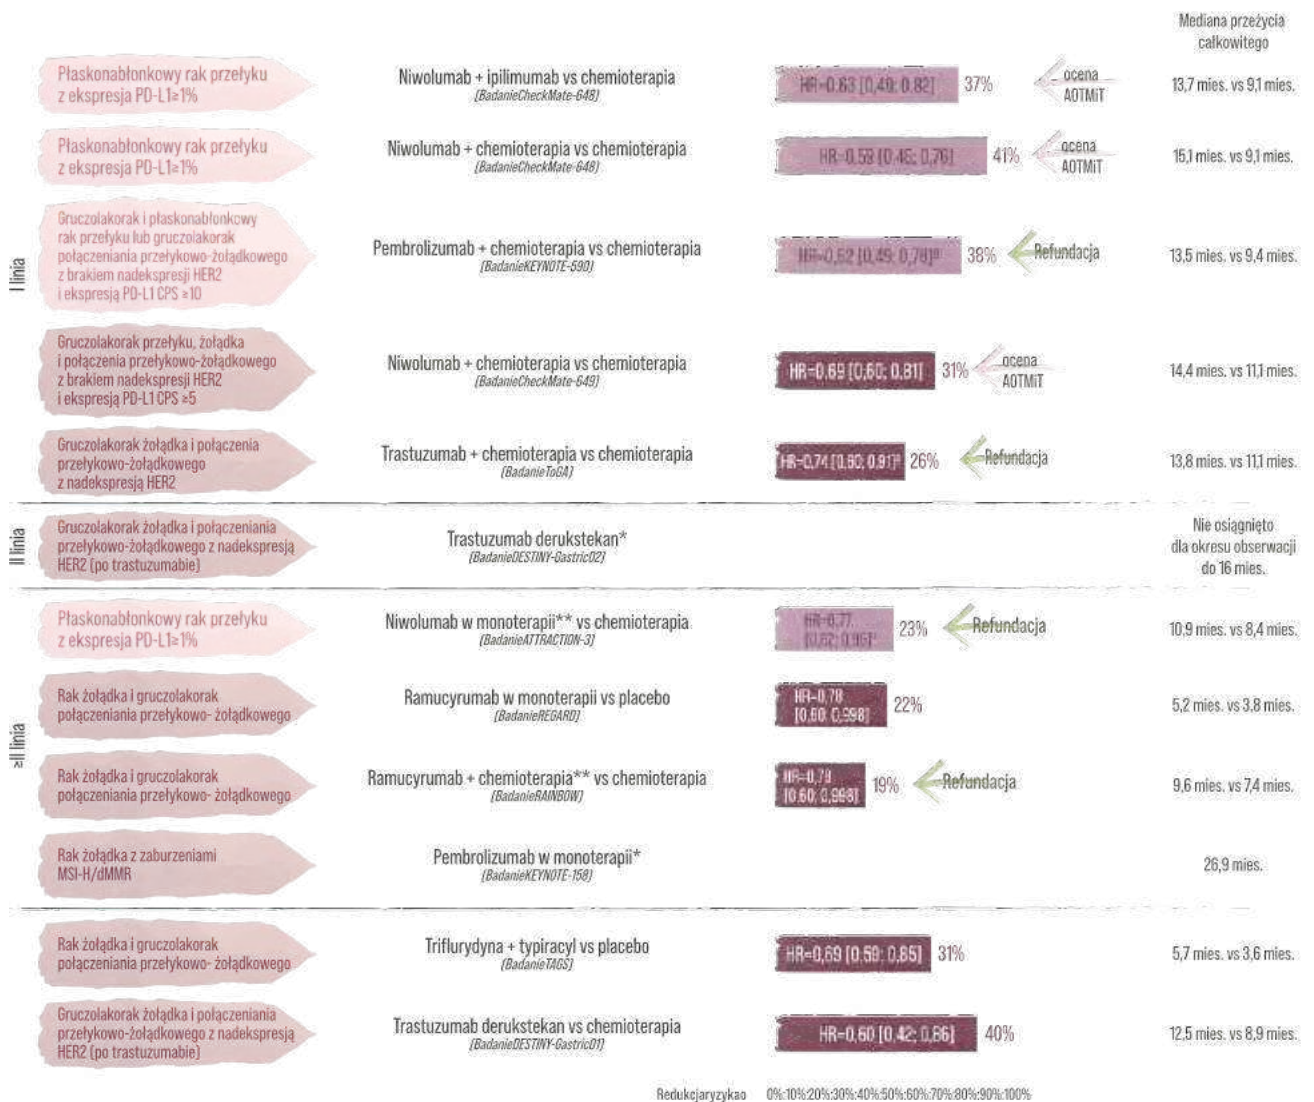 Mediana przeżycia
całkowitego
I linia
Płaskonabłonkowy rak przełyku
z ekspresja PD-L1≥1%
Niwolumab + ipilimumab vs chemioterapia
(BadanieCheckMate-648)
HR=0.63 [0,49; 0.82]
37%
ocena
AOTMiT
13,7 mies. vs 9,1 mies.
Płaskonabłonkowy rak przełyku
z ekspresja PD-L1≥1%
Niwolumab + chemioterapia vs chemioterapia
(BadanieCheckMate-648)
HR=0.59 [0.46; 0,76]
41%
ocena
AOTMiT
15,1 mies. vs 9,1 mies.
Gruczolakorak i płaskonabłonkowy
rak przełyku lub gruczolakorak
połączeniania przełykowo-żołądkowego
z brakiem nadekspresji HER2
i ekspresją PD-L1 CPS ≥10
Pembrolizumab + chemioterapia vs chemioterapia
(BadanieKEYNOTE-590)
HR=0,62 [0,49; 0,78]
38%
Refundacja
13,5 mies. vs 9,4 mies.
Gruczolakorak przełyku, żołądka
i połączenia przełykowo-żołądkowego
z brakiem nadekspresji HER2
i ekspresją PD-L1 CPS ≥5
Niwolumab + chemioterapia vs chemioterapia
(BadanieCheckMate-649)
HR=0,69 [0,60; 0,81]
31%
ocena
AOTMiT
14,4 mies. vs 11,1 mies.
Gruczolakorak żołądka i połączenia
przełykowo-żołądkowego
z nadekspresją HER2
Trastuzumab + chemioterapia vs chemioterapia
(BadanieToGA)
HR=0,74 [0,60; 0,91]
26%
Refundacja
13,8 mies. vs 11,1 mies.
II linia
Gruczolakorak żołądka i połączeniania
przełykowo-żołądkowego z nadekspresją
HER2 (po trastuzumabie)
Trastuzumab derukstekan*
(BadanieDESTINY-Gastric02)
Nie osiągnięto
dla okresu obserwacji
do 16 mies.
≥II linia
Płaskonabłonkowy rak przełyku
z ekspresja PD-L1≥1%
Niwolumab w monoterapii** vs chemioterapia
(BadanieATTRACTION-3)
HR=0,77
[0,62; 0,96]
23%
Refundacja
10,9 mies. vs 8,4 mies.
Rak żołądka i gruczolakorak
połączeniania przełykowo- żołądkowego
Ramucyrumab w monoterapii vs placebo
(BadanieREGARD)
HR=0,78
[0,60; 0,998]
22%
5,2 mies. vs 3,8 mies.
Rak żołądka i gruczolakorak
połączeniania przełykowo- żołądkowego
Ramucyrumab + chemioterapia** vs chemioterapia
(BadanieRAINBOW)
HR=0,78
[0,60; 0,998]
19%
Refundacja
9,6 mies. vs 7,4 mies.
Rak żołądka z zaburzeniami
MSI-H/dMMR
Pembrolizumab w monoterapii*
(BadanieKEYNOTE-158)
26,9 mies.
Rak żołądka i gruczolakorak
połączeniania przełykowo- żołądkowego
Triflurydyna + typiracyl vs placebo
(BadanieTAGS)
HR=0,69 [0,59; 0,85]
31%
5,7 mies. vs 3,6 mies.
Gruczolakorak żołądka i połączeniania
przełykowo-żołądkowego z nadekspresją
HER2 (po trastuzumabie)
Trastuzumab derukstekan vs chemioterapia
(BadanieDESTINY-Gastric01)
HR=0,60 [0,42; 0,86]
40%
12,5 mies. vs 8,9 mies.
Redukcjaryzykao 0%:10%:20%:30%:40%:50%:60%:70%:80%:90%:100%